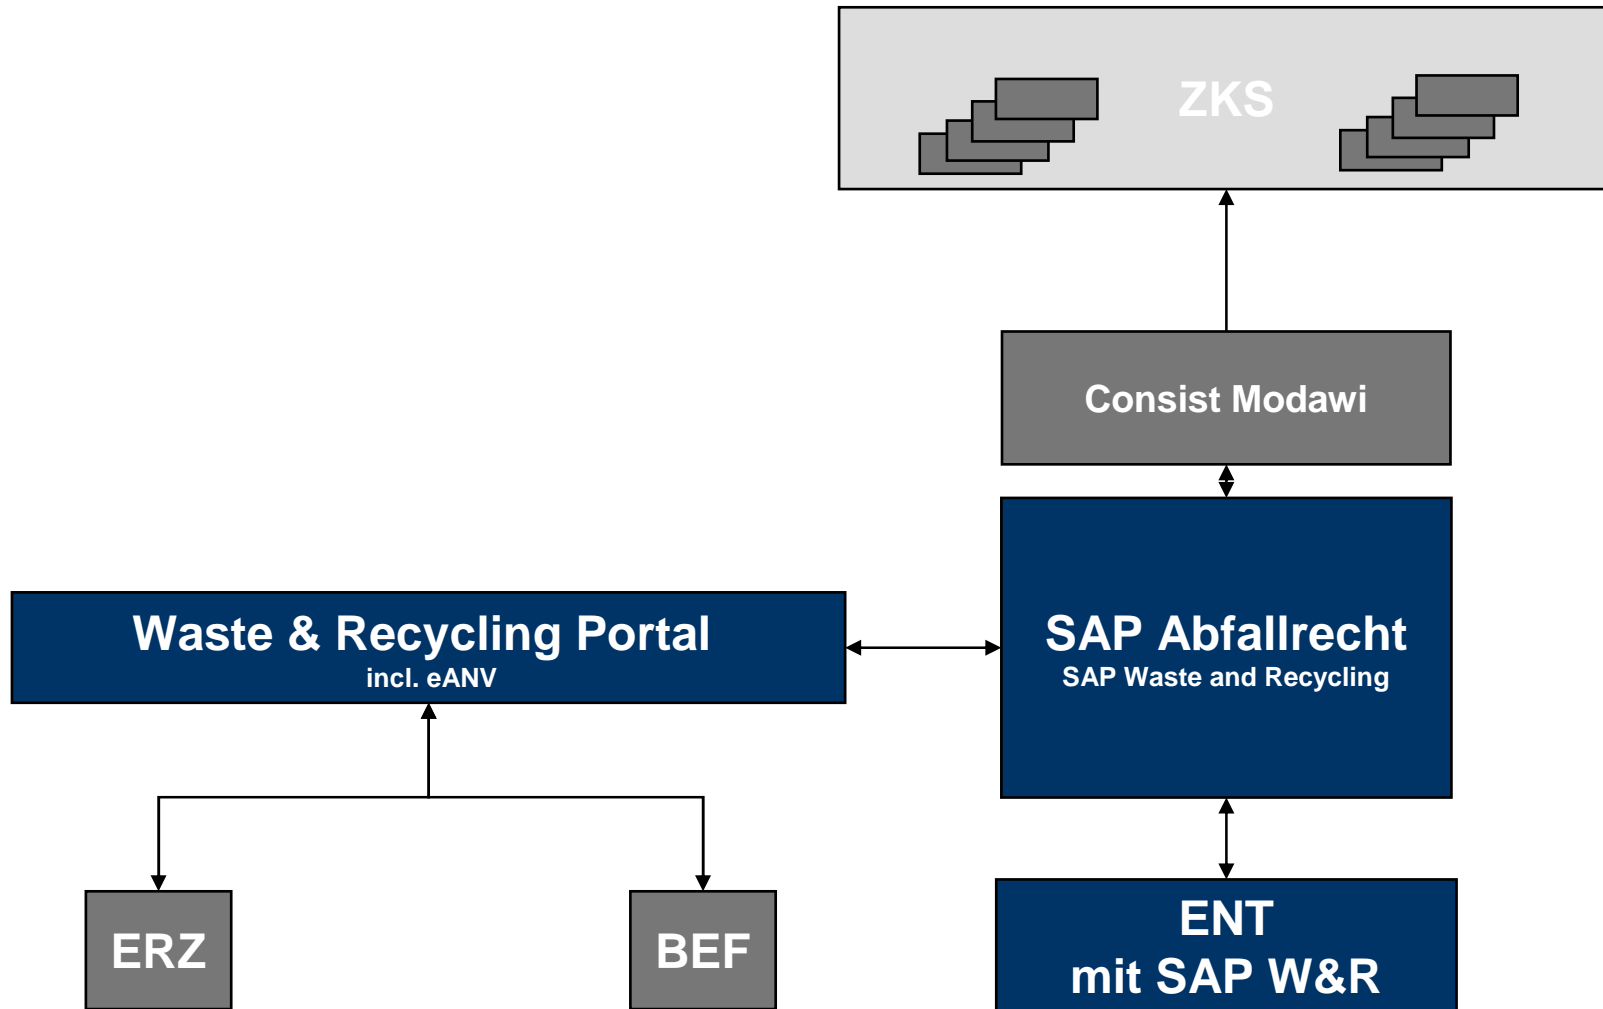 ZKS
Consist Modawi
Waste & Recycling Portal
incl. eANV
SAP Abfallrecht
SAP Waste and Recycling
ERZ
BEF
ENT
mit SAP W&R